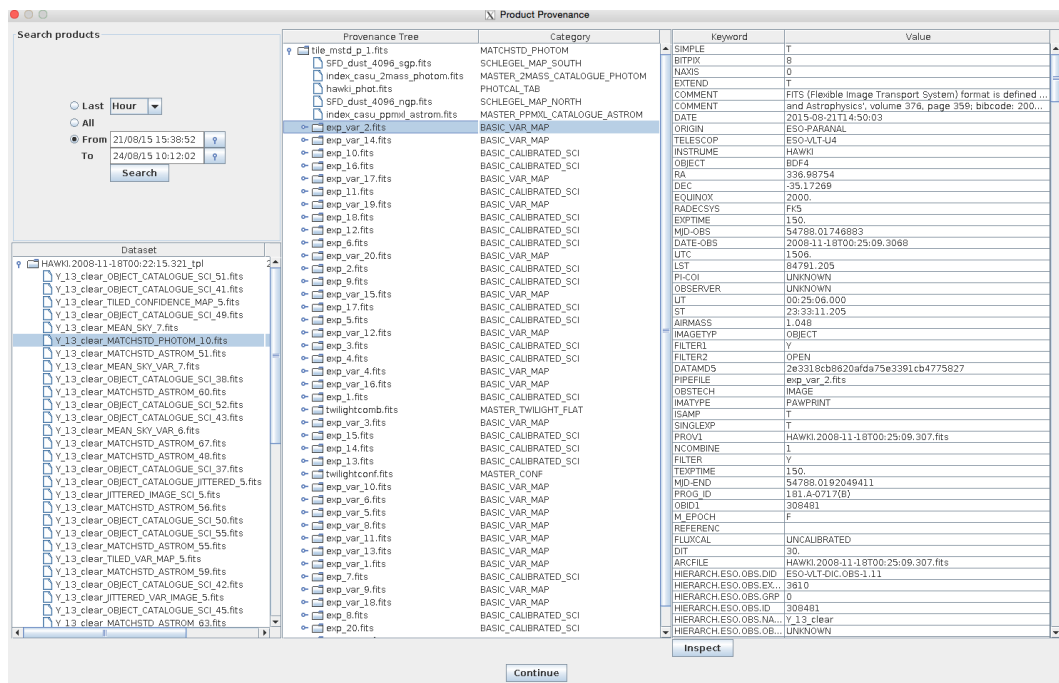 Product Provenance
Search products
Last Hour
All
From 21/08/15 15:38:52
To 24/08/15 10:12:02
Search
Dataset
HAWKI.2008-11-18T00:22:15.321_tpl
Y_13_clear_OBJECT_CATALOGUE_SCI_51.fits
Y_13_clear_OBJECT_CATALOGUE_SCI_41.fits
Y_13_clear_TILED_CONFIDENCE_MAP_5.fits
Y_13_clear_OBJECT_CATALOGUE_SCI_49.fits
Y_13_clear_MEAN_SKY_7.fits
Y_13_clear_MATCHSTD_PHOTOM_10.fits
Y_13_clear_MATCHSTD_ASTROM_51.fits
Y_13_clear_MEAN_SKY_VAR_7.fits
Y_13_clear_OBJECT_CATALOGUE_SCI_38.fits
Y_13_clear_MATCHSTD_ASTROM_60.fits
Y_13_clear_OBJECT_CATALOGUE_SCI_52.fits
Y_13_clear_OBJECT_CATALOGUE_SCI_43.fits
Y_13_clear_MEAN_SKY_VAR_6.fits
Y_13_clear_MATCHSTD_ASTROM_67.fits
Y_13_clear_MATCHSTD_ASTROM_48.fits
Y_13_clear_OBJECT_CATALOGUE_SCI_37.fits
Y_13_clear_OBJECT_CATALOGUE_JITTERED_5.fits
Y_13_clear_JITTERED_IMAGE_SCI_5.fits
Y_13_clear_MATCHSTD_ASTROM_56.fits
Y_13_clear_OBJECT_CATALOGUE_SCI_50.fits
Y_13_clear_OBJECT_CATALOGUE_SCI_55.fits
Y_13_clear_MATCHSTD_ASTROM_55.fits
Y_13_clear_TILED_VAR_MAP_5.fits
Y_13_clear_MATCHSTD_ASTROM_59.fits
Y_13_clear_OBJECT_CATALOGUE_SCI_42.fits
Y_13_clear_JITTERED_VAR_IMAGE_5.fits
Y_13_clear_OBJECT_CATALOGUE_SCI_45.fits
Y_13_clear_MATCHSTD_ASTROM_63.fits
Provenance Tree Category
tile_mstd_p_1.fits MATCHSTD_PHOTOM
SFD_dust_4096_sgp.fits SCHLEGEL_MAP_SOUTH
index_casu_2mass_photom.fits MASTER_2MASS_CATALOGUE_PHOTOM
hawki_phot.fits PHOTCAL_TAB
SFD_dust_4096_ngp.fits SCHLEGEL_MAP_NORTH
index_casu_ppmxl_astrom.fits MASTER_PPMXL_CATALOGUE_ASTROM
exp_var_2.fits BASIC_VAR_MAP
exp_var_14.fits BASIC_VAR_MAP
exp_10.fits BASIC_CALIBRATED_SCI
exp_16.fits BASIC_CALIBRATED_SCI
exp_var_17.fits BASIC_VAR_MAP
exp_11.fits BASIC_CALIBRATED_SCI
exp_var_19.fits BASIC_VAR_MAP
exp_18.fits BASIC_CALIBRATED_SCI
exp_12.fits BASIC_CALIBRATED_SCI
exp_6.fits BASIC_CALIBRATED_SCI
exp_var_20.fits BASIC_VAR_MAP
exp_2.fits BASIC_CALIBRATED_SCI
exp_9.fits BASIC_CALIBRATED_SCI
exp_var_15.fits BASIC_VAR_MAP
exp_17.fits BASIC_CALIBRATED_SCI
exp_5.fits BASIC_CALIBRATED_SCI
exp_var_12.fits BASIC_VAR_MAP
exp_3.fits BASIC_CALIBRATED_SCI
exp_4.fits BASIC_CALIBRATED_SCI
exp_var_4.fits BASIC_VAR_MAP
exp_var_16.fits BASIC_VAR_MAP
exp_1.fits BASIC_CALIBRATED_SCI
twilightcomb.fits MASTER_TWILIGHT_FLAT
exp_var_3.fits BASIC_VAR_MAP
exp_15.fits BASIC_CALIBRATED_SCI
exp_14.fits BASIC_CALIBRATED_SCI
exp_13.fits BASIC_CALIBRATED_SCI
twilightconf.fits MASTER_CONF
exp_var_10.fits BASIC_VAR_MAP
exp_var_6.fits BASIC_VAR_MAP
exp_var_5.fits BASIC_VAR_MAP
exp_var_8.fits BASIC_VAR_MAP
exp_var_11.fits BASIC_VAR_MAP
exp_var_13.fits BASIC_VAR_MAP
exp_var_1.fits BASIC_VAR_MAP
exp_7.fits BASIC_CALIBRATED_SCI
exp_var_9.fits BASIC_VAR_MAP
exp_var_18.fits BASIC_VAR_MAP
exp_8.fits BASIC_CALIBRATED_SCI
exp_20.fits BASIC_CALIBRATED_SCI
Keyword Value
SIMPLE T
BITPIX 8
NAXIS 0
EXTEND T
COMMENT FITS (Flexible Image Transport System) format is defined ...
COMMENT and Astrophysics', volume 376, page 359; bibcode: 200...
DATE 2015-08-21T14:50:03
ORIGIN ESO-PARANAL
TELESCOP ESO-VLT-U4
INSTRUME HAWKI
OBJECT BDF4
RA 336.98754
DEC -35.17269
EQUINOX 2000.
RADECSYS FK5
EXPTIME 150.
MJD-OBS 54788.01746883
DATE-OBS 2008-11-18T00:25:09.3068
UTC 1506.
LST 84791.205
PI-COI UNKNOWN
OBSERVER UNKNOWN
UT 00:25:06.000
ST 23:33:11.205
AIRMASS 1.048
IMAGETYP OBJECT
FILTER1 Y
FILTER2 OPEN
DATAMD5 2e3318cb8620afda75e3391cb4775827
PIPEFILE exp_var_2.fits
OBSTECH IMAGE
IMATYPE PAWPRINT
ISAMP T
SINGLEXP T
PROV1 HAWKI.2008-11-18T00:25:09.307.fits
NCOMBINE 1
FILTER Y
TEXPTIME 150.
MJD-END 54788.0192049411
PROG_ID 181.A-0717(B)
OBID1 308481
M_EPOCH F
REFERENC
FLUXCAL UNCALIBRATED
DIT 30.
ARCFILE HAWKI.2008-11-18T00:25:09.307.fits
HIERARCH.ESO.OBS.DID ESO-VLT-DIC.OBS-1.11
HIERARCH.ESO.OBS.EX... 3610
HIERARCH.ESO.OBS.GRP 0
HIERARCH.ESO.OBS.ID 308481
HIERARCH.ESO.OBS.NA... Y_13_clear
HIERARCH.ESO.OBS.OB... UNKNOWN
Inspect
Continue